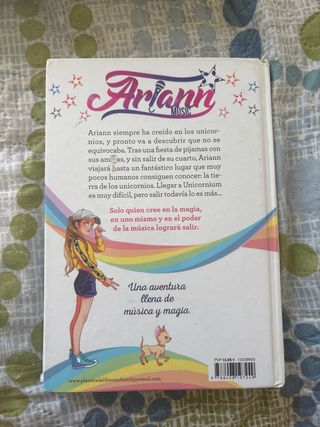 Ariann
MUSIC
Ariann siempre ha creído en los unicor-
nios, y pronto va a descubrir que no se
equivocaba. Tras una fiesta de pijamas con
sus amigas, y sin salir de su cuarto, Ariann
viajará hasta un fantástico lugar que muy
pocos humanos consiguen conocer: la tie-
rra de los unicornios. Llegar a Unicornium
es muy difícil, pero salir todavía lo es más...
Solo quien cree en la magia,
en uno mismo y en el poder
de la música logrará salir.
Una aventura
llena de
música y magia.
PVP 13,95 €
www.planetadelibrosinfantilyjuvenil.com